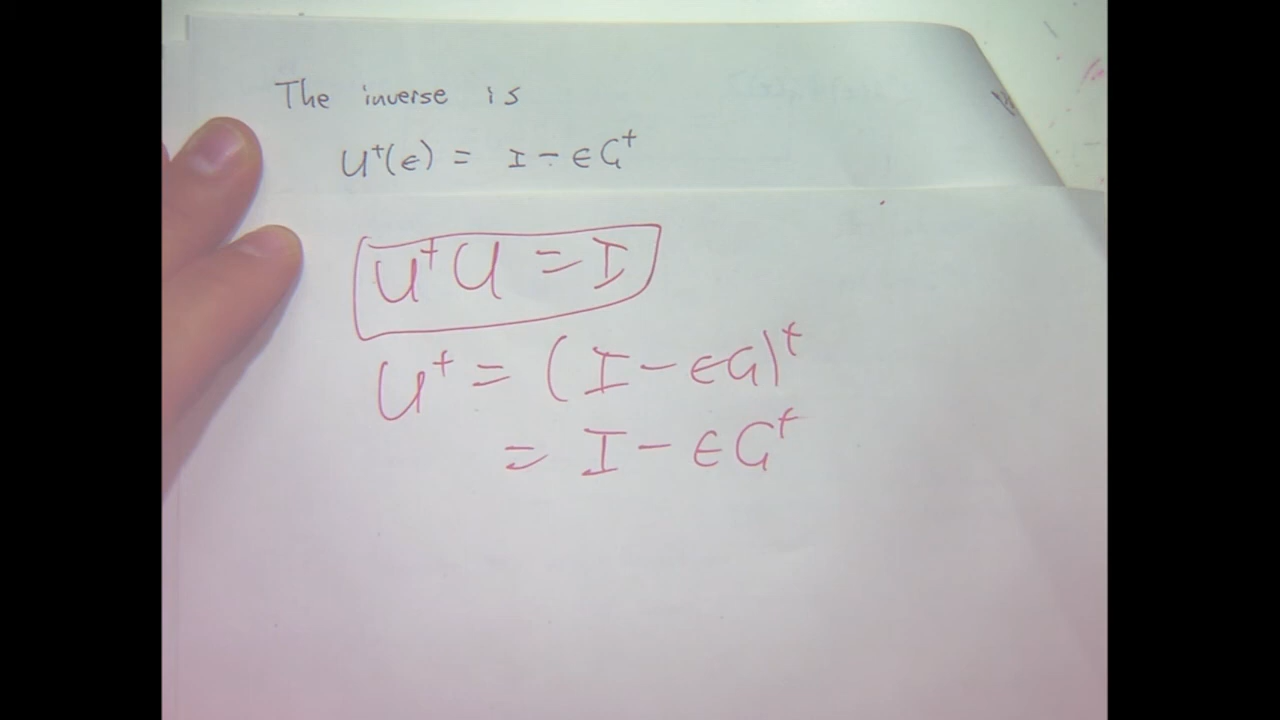 The inverse is
U†(ϵ) = I - ϵG†
U†U = I
U† = (I - ϵG)†
= I - ϵG†